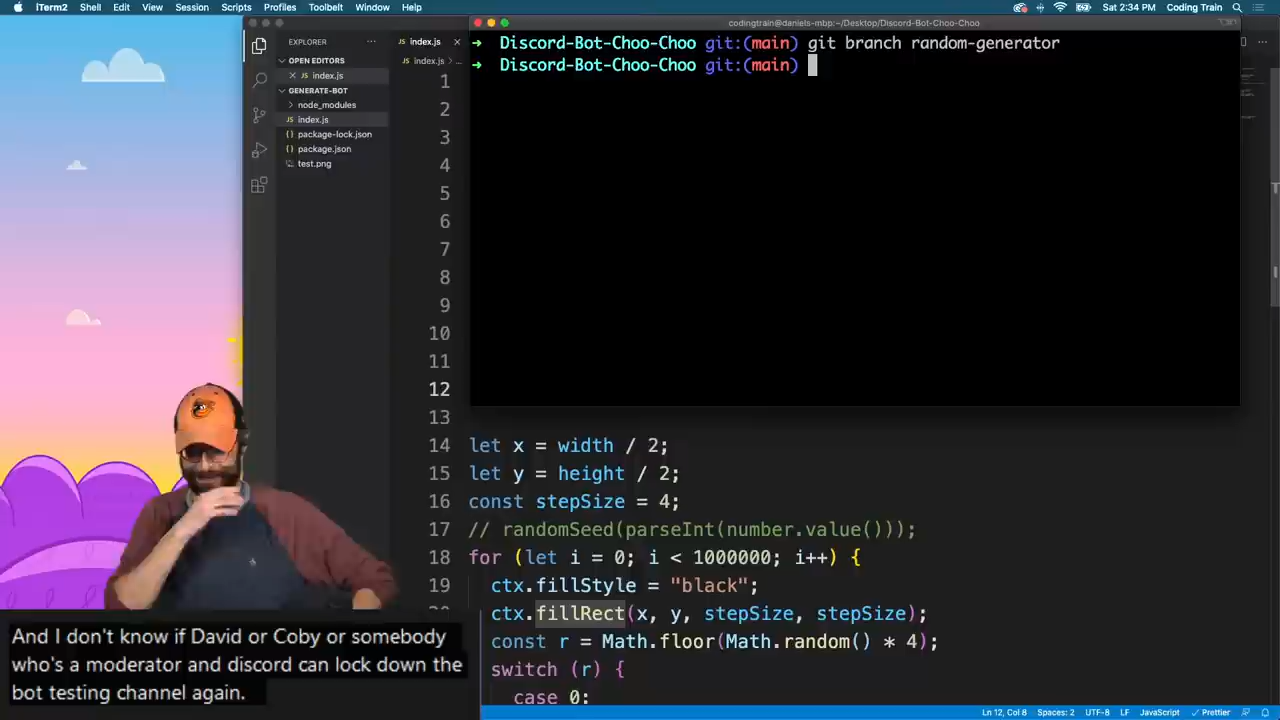 iTerm2 Shell Edit View Session Scripts Profiles Toolbelt Window Help Sat 2:34 PM Coding Train
codingtrain@daniels-mbp:~/Desktop/Discord-Bot-Choo-Choo
➜ Discord-Bot-Choo-Choo git:(main) git branch random-generator
➜ Discord-Bot-Choo-Choo git:(main)
EXPLORER ···
OPEN EDITORS
× JS index.js
GENERATE-BOT
> node_modules
JS index.js
{} package-lock.json
{} package.json
test.png
JS index.js ×
JS index.js > ...
1
2
3
4
5
6
7
8
9
10
11
12
13
14 let x = width / 2;
15 let y = height / 2;
16 const stepSize = 4;
17 // randomSeed(parseInt(number.value()));
18 for (let i = 0; i < 1000000; i++) {
19 ctx.fillStyle = "black";
ctx.fillRect(x, y, stepSize, stepSize);
const r = Math.floor(Math.random() * 4);
switch (r) {
case 0:
And I don't know if David or Coby or somebody
who's a moderator and discord can lock down the
bot testing channel again.
Ln 12, Col 8 Spaces: 2 UTF-8 LF JavaScript ✓ Prettier